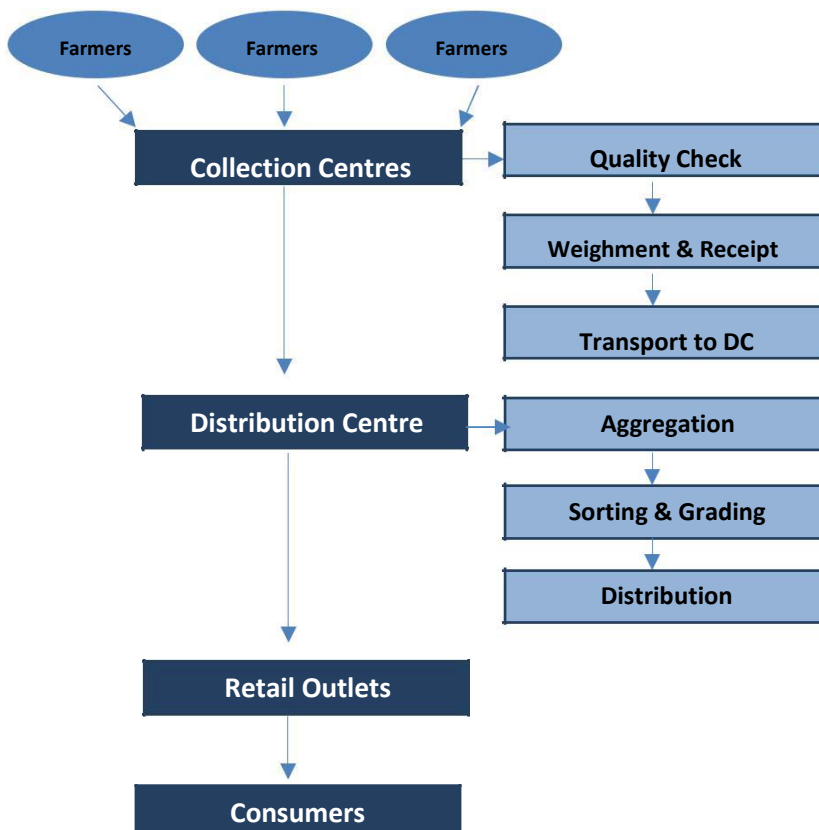 Farmers
Farmers
Farmers
Collection Centres
Quality Check
Weighment & Receipt
Transport to DC
Distribution Centre
Aggregation
Sorting & Grading
Distribution
Retail Outlets
Consumers